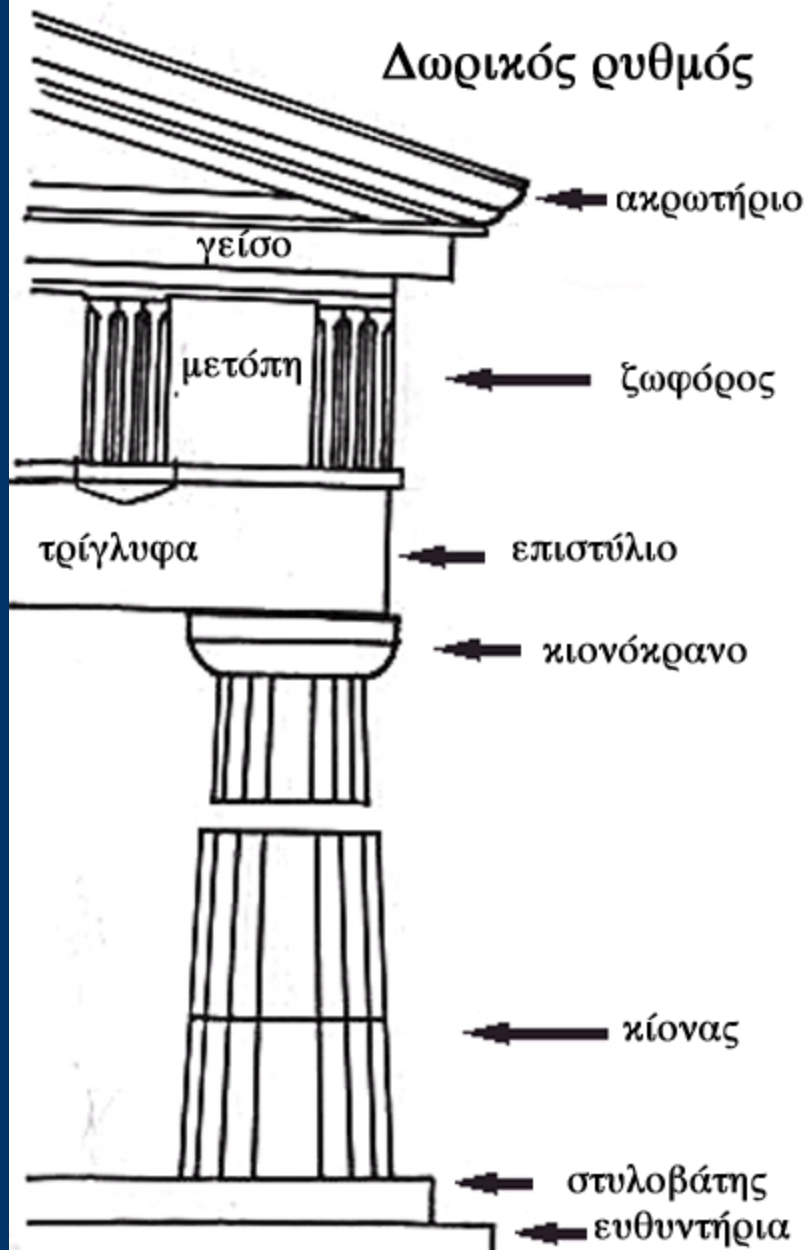 Δωρικός ρυθμός
ακρωτήριο
γείσο
μετόπη
ζωφόρος
τρίγλυφα
επιστύλιο
κιονόκρανο
κίονας
στυλοβάτης
ευθυντήρια